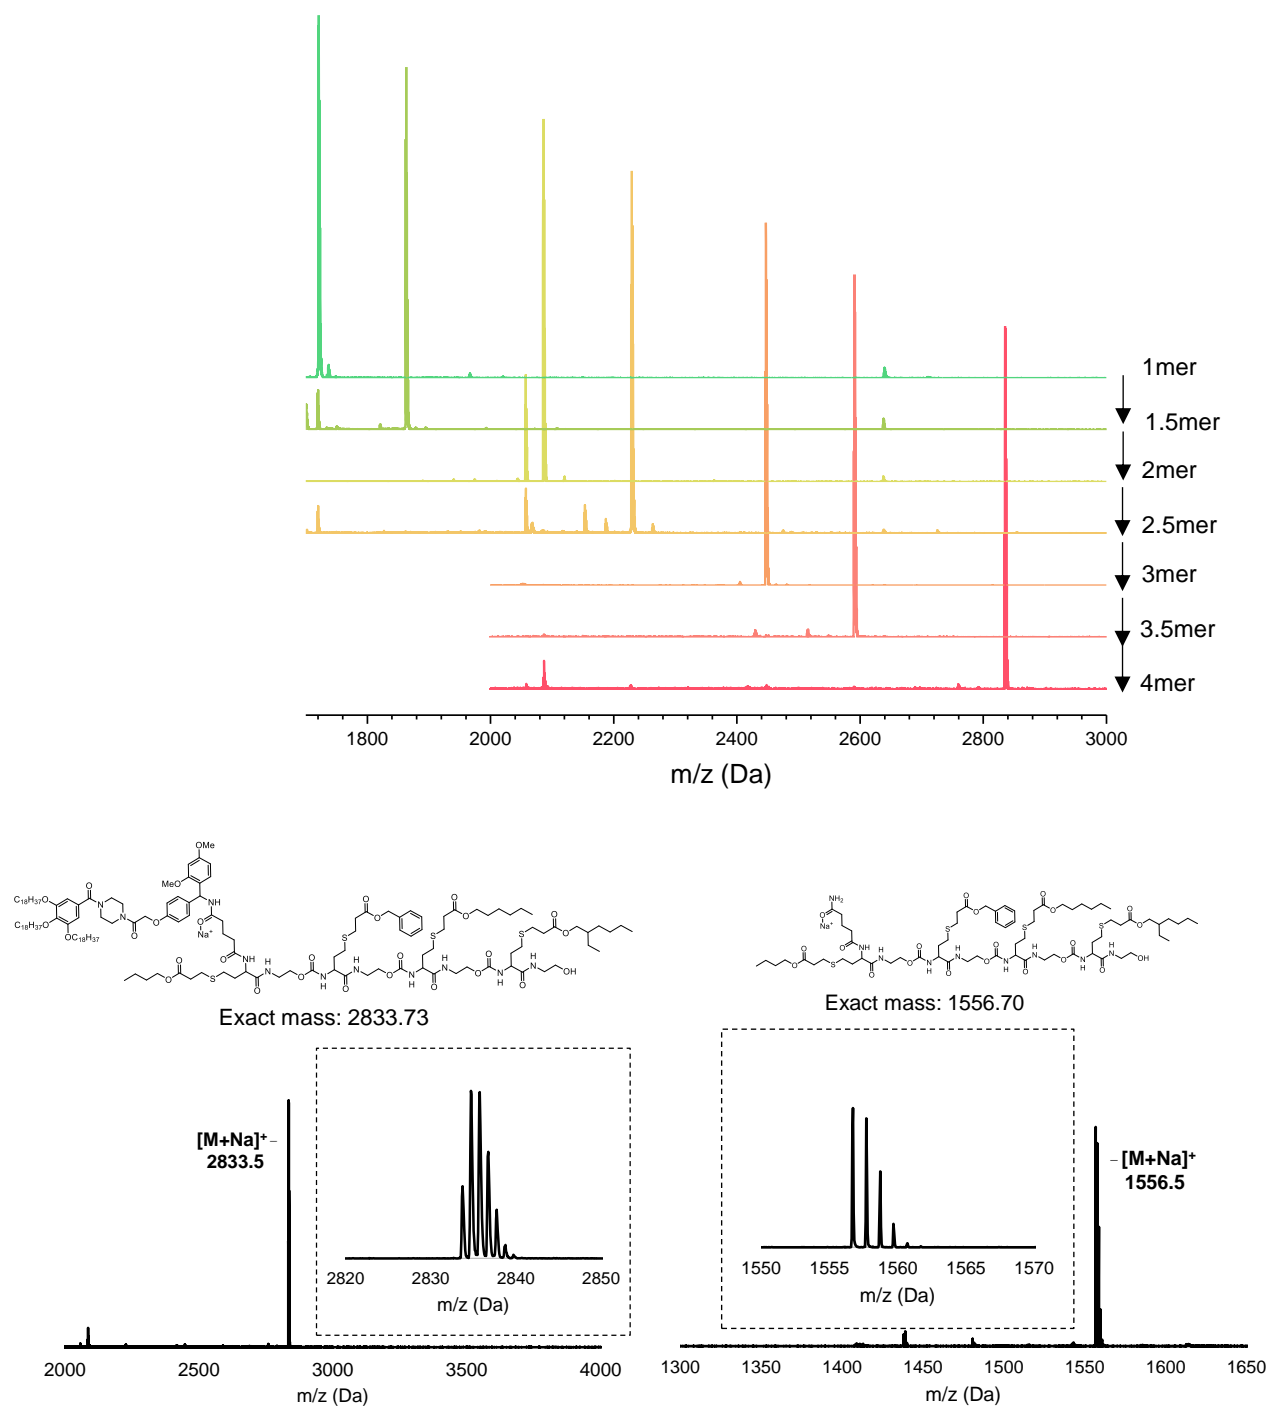 1mer
1.5mer
2mer
2.5mer
3mer
3.5mer
4mer
1800 2000 2200 2400 2600 2800 3000
m/z (Da)
OMe
MeO
NH
O
O
N
N
O
O
C18H37O
C18H37O
OC18H37
O
Na+
O
NH
O
O
S
O
H
N
O
O
N
H
S
O
O
H
N
O
O
N
H
S
O
O
H
N
O
O
N
H
S
O
O
H
N
OH
O
Exact mass: 2833.73
NH2
O
Na+
O
NH
O
O
S
O
H
N
O
O
N
H
S
O
O
H
N
O
O
N
H
S
O
O
H
N
O
O
N
H
S
O
O
H
N
OH
O
Exact mass: 1556.70
[M+Na]+
2833.5
2820 2830 2840 2850
m/z (Da)
2000 2500 3000 3500 4000
m/z (Da)
1550 1555 1560 1565 1570
m/z (Da)
[M+Na]+
1556.5
1300 1350 1400 1450 1500 1550 1600 1650
m/z (Da)